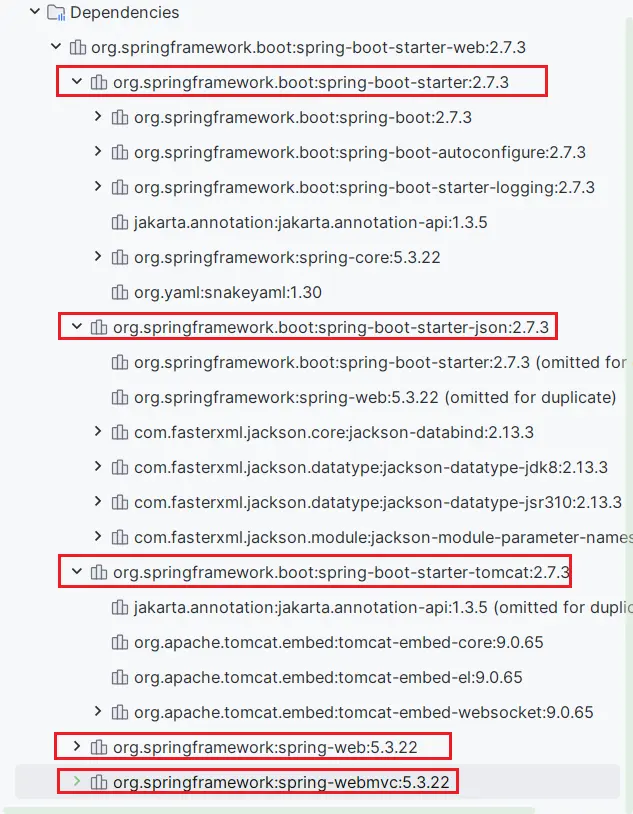 Dependencies
org.springframework.boot:spring-boot-starter-web:2.7.3
org.springframework.boot:spring-boot-starter:2.7.3
org.springframework.boot:spring-boot:2.7.3
org.springframework.boot:spring-boot-autoconfigure:2.7.3
org.springframework.boot:spring-boot-starter-logging:2.7.3
jakarta.annotation:jakarta.annotation-api:1.3.5
org.springframework:spring-core:5.3.22
org.yaml:snakeyaml:1.30
org.springframework.boot:spring-boot-starter-json:2.7.3
org.springframework.boot:spring-boot-starter:2.7.3 (omitted for
org.springframework:spring-web:5.3.22 (omitted for duplicate)
com.fasterxml.jackson.core:jackson-databind:2.13.3
com.fasterxml.jackson.datatype:jackson-datatype-jdk8:2.13.3
com.fasterxml.jackson.datatype:jackson-datatype-jsr310:2.13.3
com.fasterxml.jackson.module:jackson-module-parameter-names
org.springframework.boot:spring-boot-starter-tomcat:2.7.3
jakarta.annotation:jakarta.annotation-api:1.3.5 (omitted for duplic
org.apache.tomcat.embed:tomcat-embed-core:9.0.65
org.apache.tomcat.embed:tomcat-embed-el:9.0.65
org.apache.tomcat.embed:tomcat-embed-websocket:9.0.65
org.springframework:spring-web:5.3.22
org.springframework:spring-webmvc:5.3.22